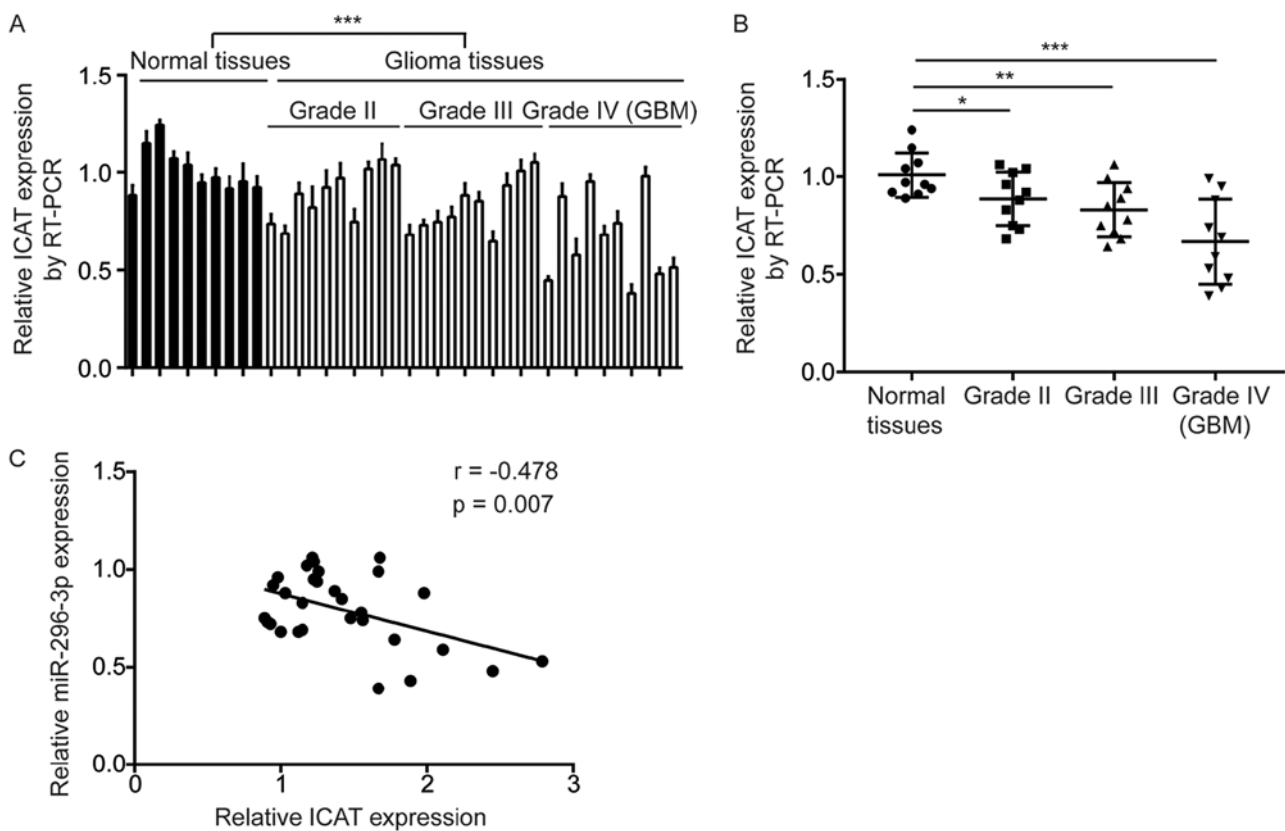 A
***
Normal tissues
Glioma tissues
Grade II
Grade III
Grade IV (GBM)
Relative ICAT expression
by RT-PCR
1.5
1.0
0.5
0.0
B
***
**
*
Relative ICAT expression
by RT-PCR
1.5
1.0
0.5
0.0
Normal
tissues
Grade II
Grade III
Grade IV
(GBM)
C
r = -0.478
p = 0.007
Relative miR-296-3p expression
1.5
1.0
0.5
0.0
0
1
2
3
Relative ICAT expression